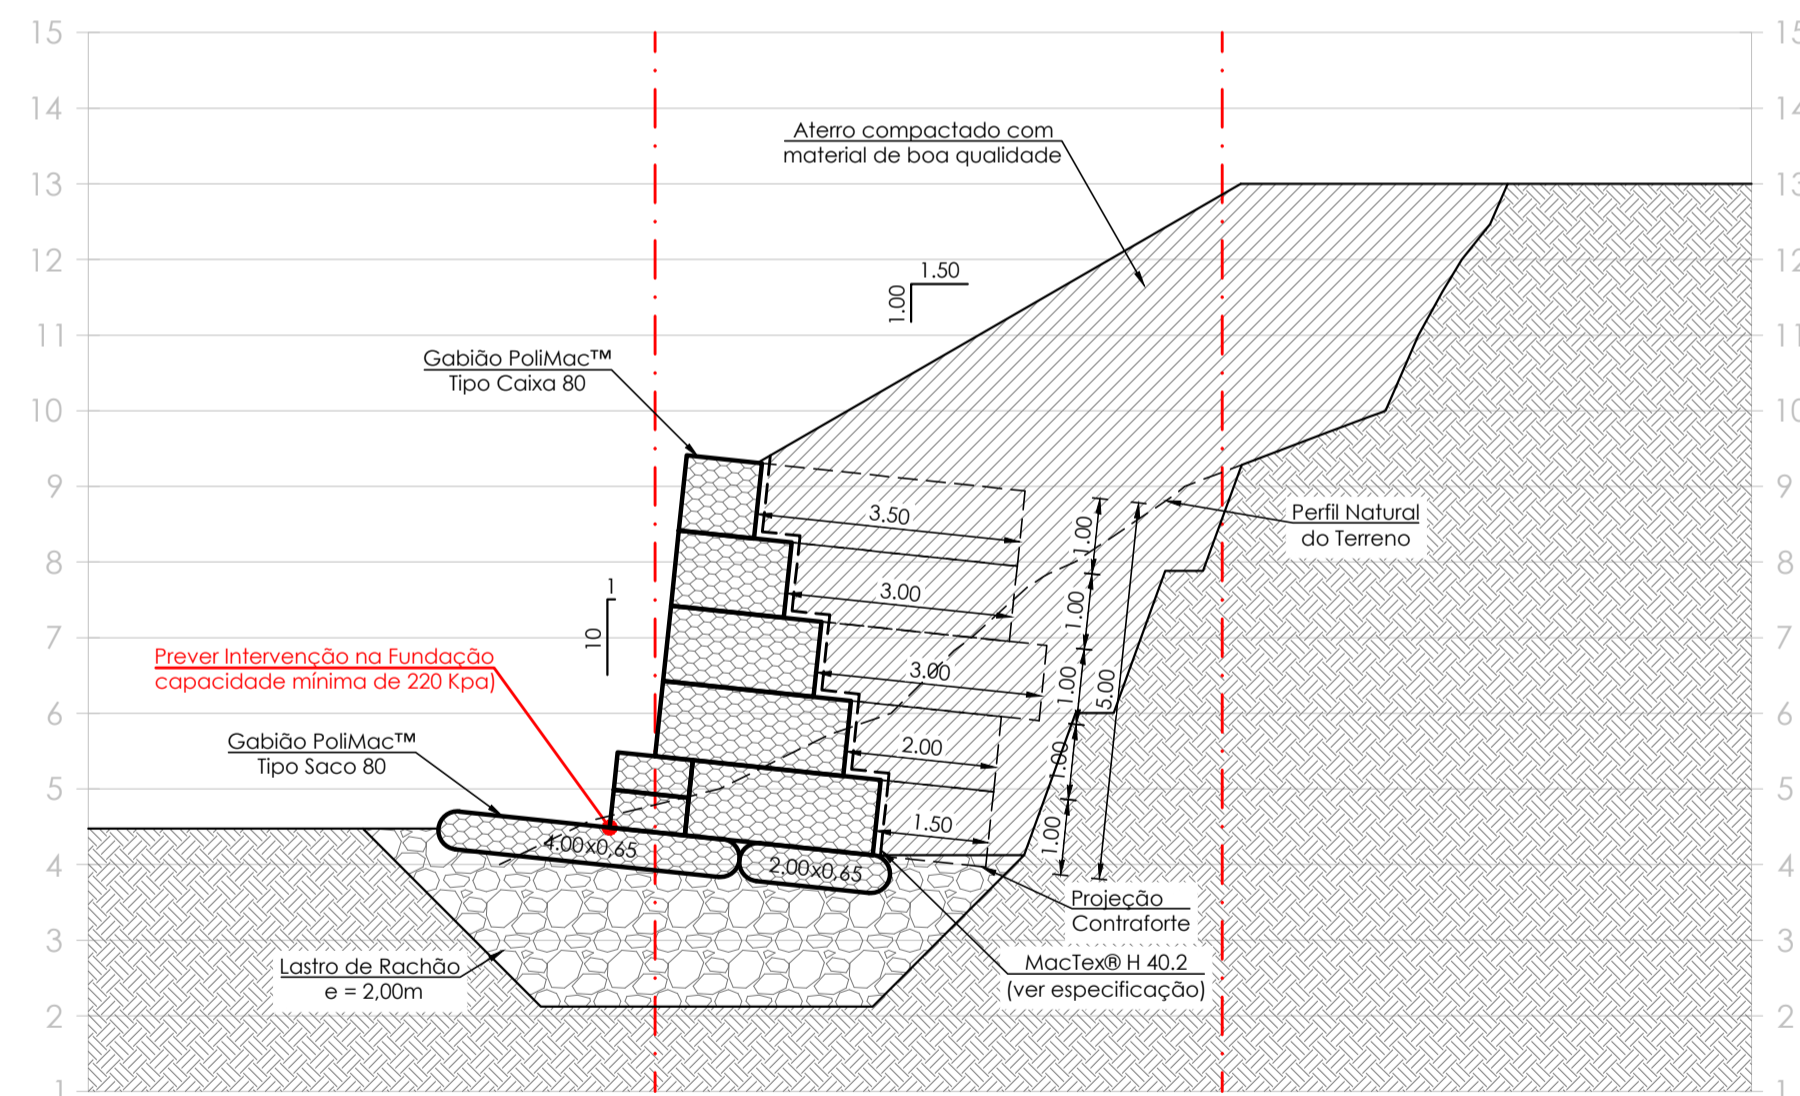 15
15
14
14
Aterro compactado com
material de boa qualidade
13
13
12
12
1.50
1.00
11
11
Gabião PoliMac™
Tipo Caixa 80
10
10
9
9
3.50
1.00
Perfil Natural
do Terreno
8
8
3.00
1.00
1
10
7
7
Prever Intervenção na Fundação
capacidade mínima de 220 Kpa)
3.00
1.00
5.00
6
6
Gabião PoliMac™
Tipo Saco 80
2.00
1.00
5
5
1.50
1.00
4.00x0,65
2.00x0,65
4
4
Projeção
Contraforte
3
3
Lastro de Rachão
e = 2,00m
MacTex® H 40.2
(ver especificação)
2
2
1
1